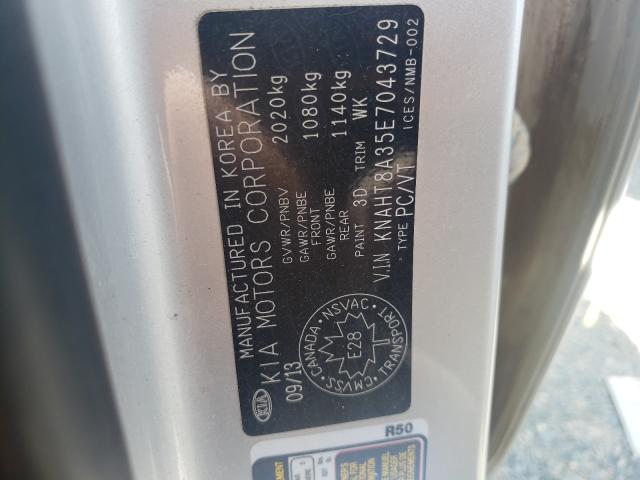 MANUFACTURED IN KOREA BY
KIA KIA MOTORS CORPORATION
09/13
GVWR/PNBV 2020kg
GAWR/PNBE FRONT 1080kg
GAWR/PNBE REAR 1140kg
PAINT 3D TRIM WK
V.I.N KNAHT8A35E7043729
TYPE PC/VT
ICES/NMB-002
CANADA · NSVAC · TRANSPORT · CMVSS
E28
R50